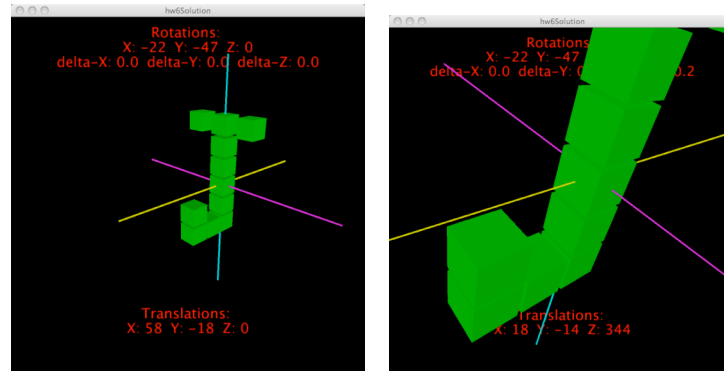 hw6Solution
Rotations:
X: -22 Y: -47 Z: 0
delta-X: 0.0 delta-Y: 0.0 delta-Z: 0.0
Translations:
X: 58 Y: -18 Z: 0
hw6Solution
Rotations
X: -22 Y: -47
delta-X: 0.0 delta-Y: 0.2
Translations:
X: 18 Y: -14 Z: 344